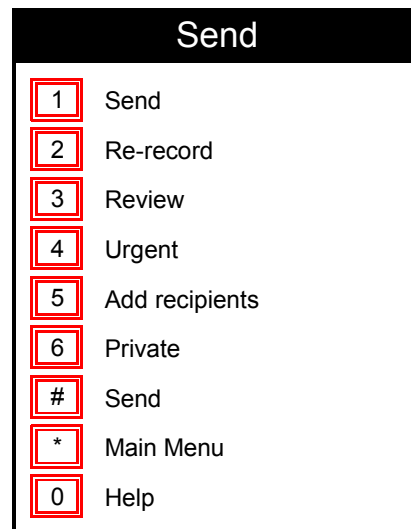 Send
1 Send
2 Re-record
3 Review
4 Urgent
5 Add recipients
6 Private
# Send
* Main Menu
0 Help